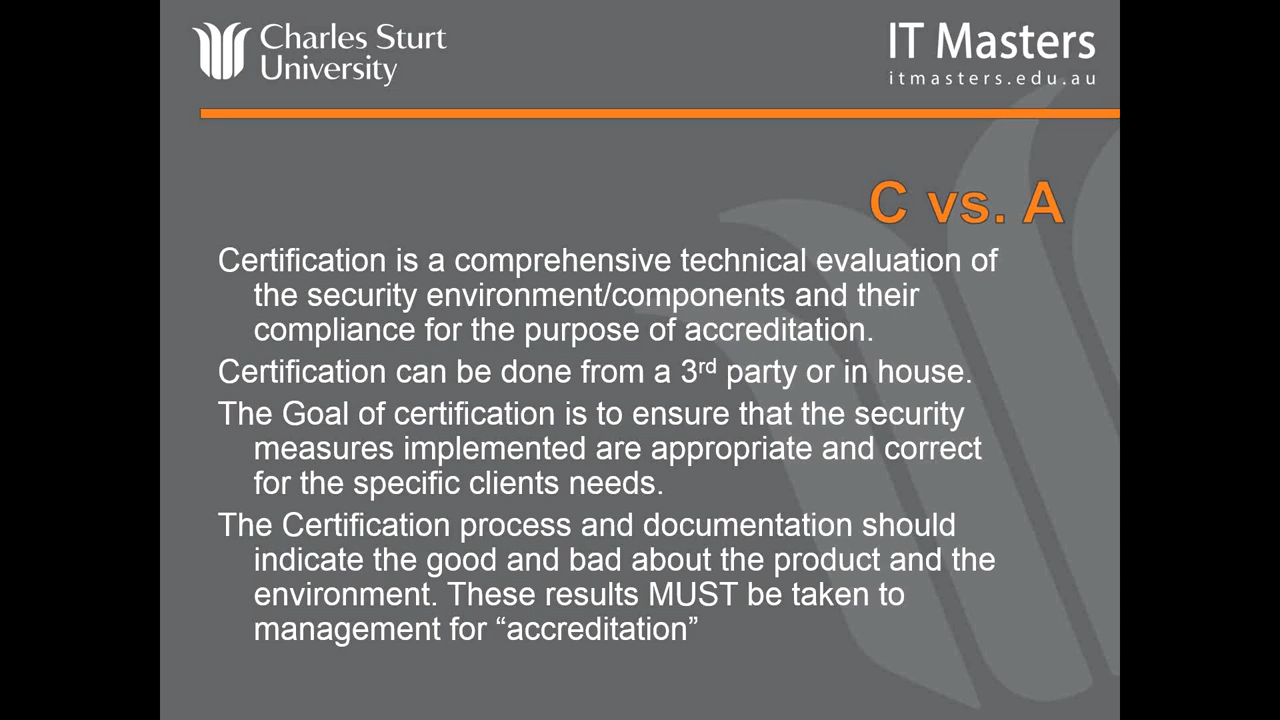 Charles Sturt
University
IT Masters
itmasters.edu.au
C vs. A
Certification is a comprehensive technical evaluation of
the security environment/components and their
compliance for the purpose of accreditation.
Certification can be done from a 3rd party or in house.
The Goal of certification is to ensure that the security
measures implemented are appropriate and correct
for the specific clients needs.
The Certification process and documentation should
indicate the good and bad about the product and the
environment. These results MUST be taken to
management for “accreditation”